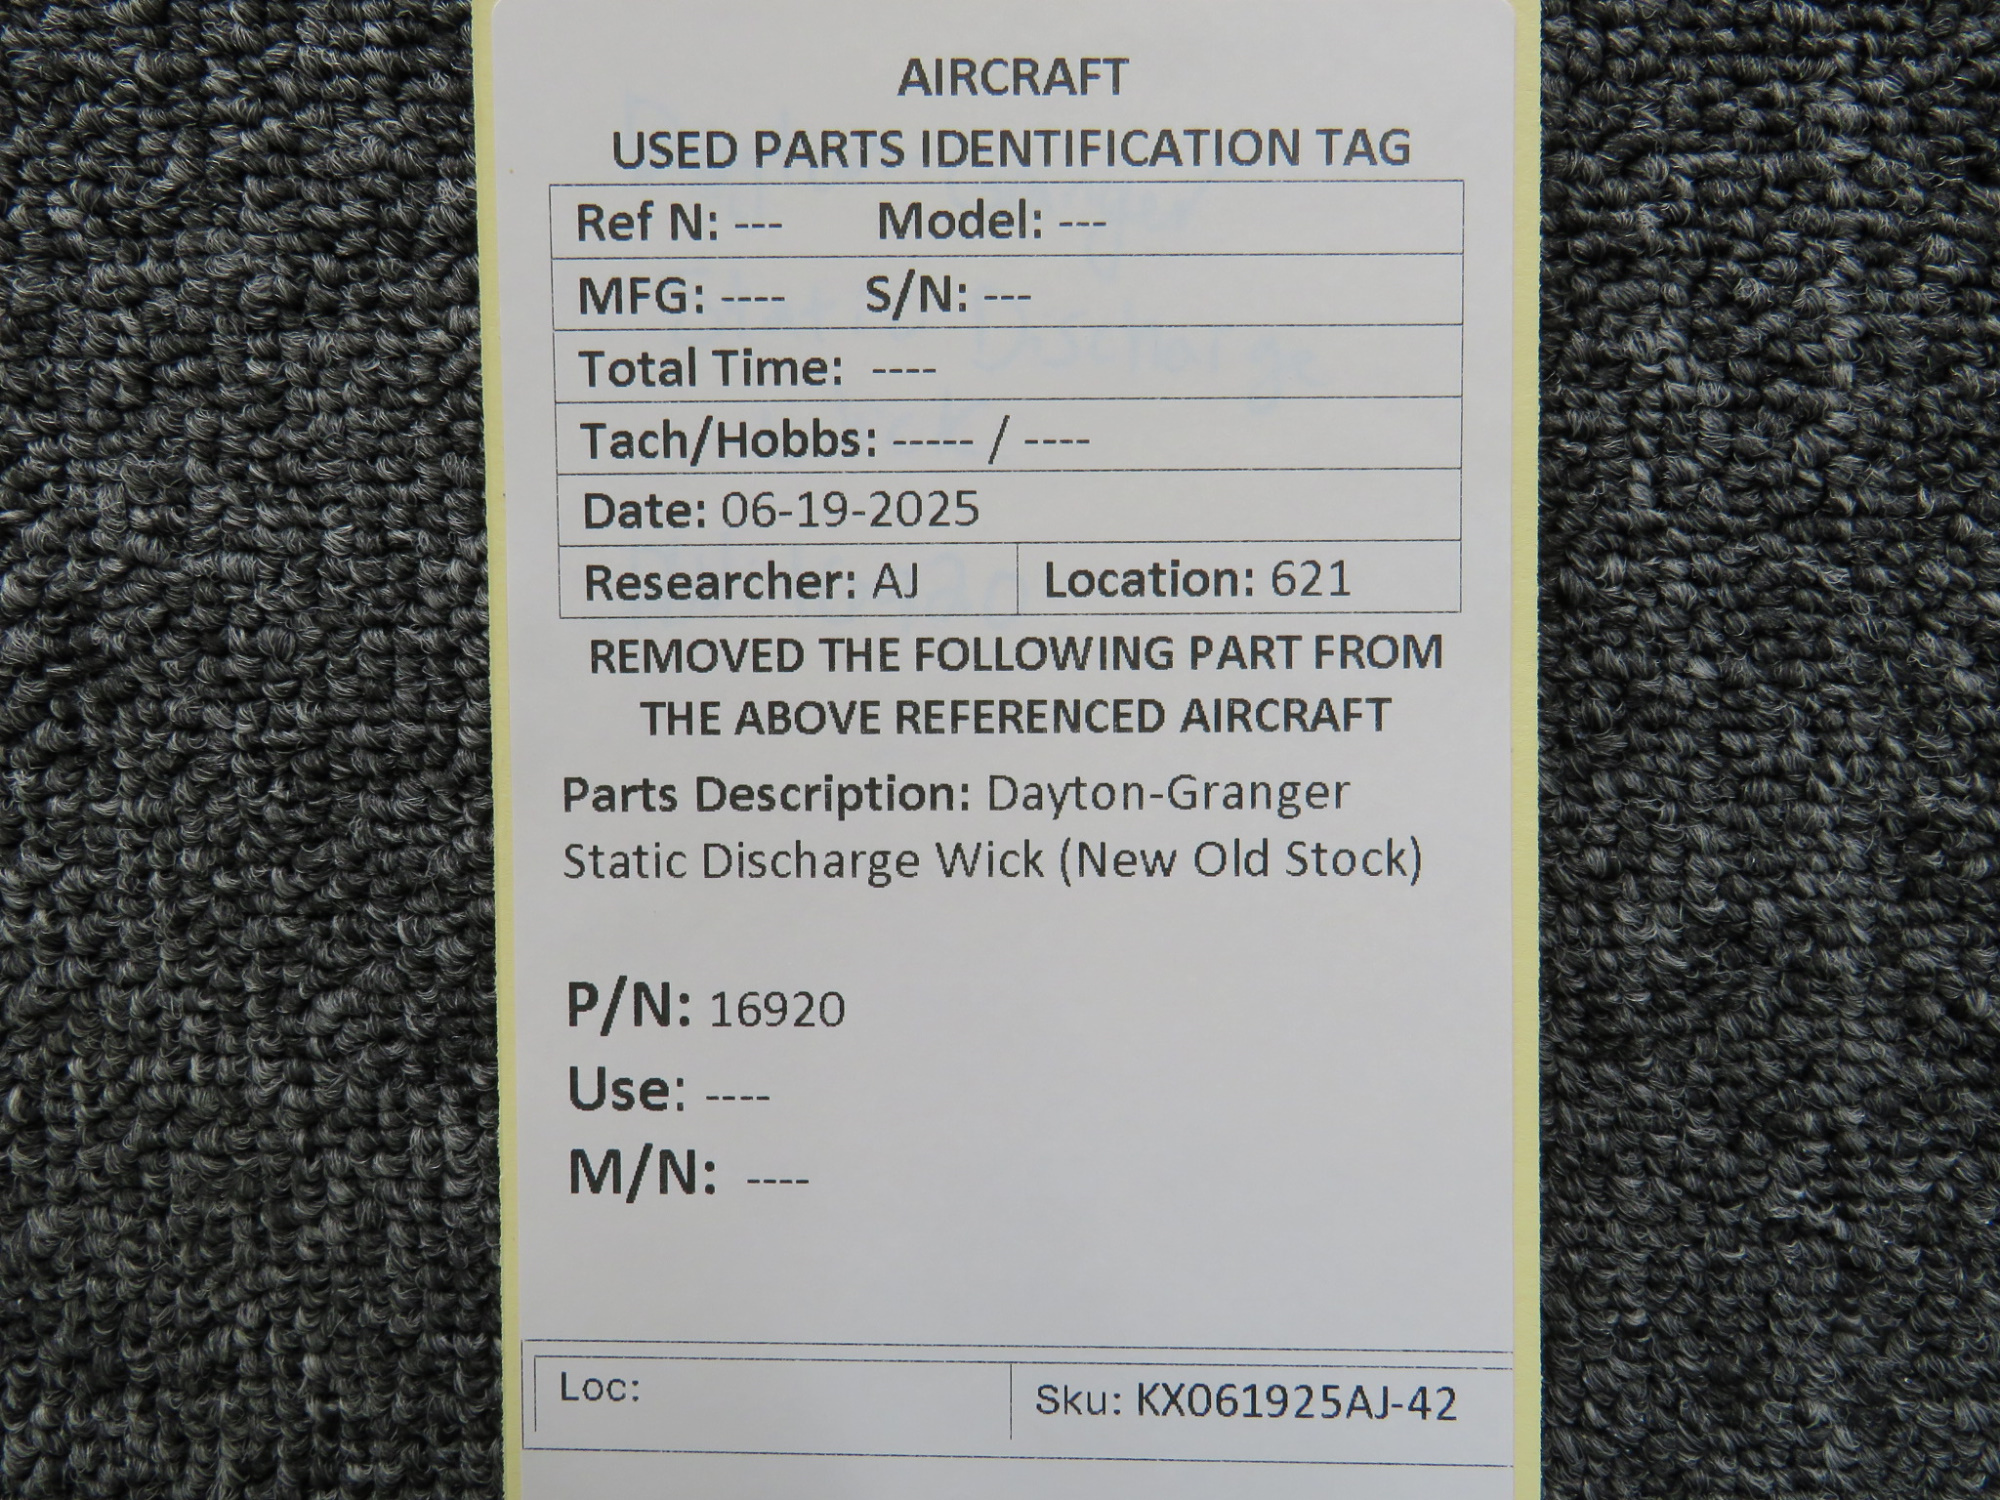 AIRCRAFT
USED PARTS IDENTIFICATION TAG
Ref N: --- Model: ---
MFG: ---- S/N: ---
Total Time: ----
Tach/Hobbs: ----- / ----
Date: 06-19-2025
Researcher: AJ Location: 621
REMOVED THE FOLLOWING PART FROM
THE ABOVE REFERENCED AIRCRAFT
Parts Description: Dayton-Granger
Static Discharge Wick (New Old Stock)
P/N: 16920
Use: ----
M/N: ----
Loc: Sku: KX061925AJ-42